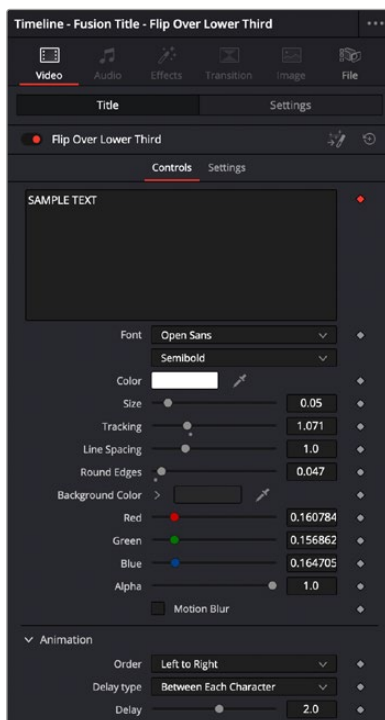 Timeline - Fusion Title - Flip Over Lower Third
Video Audio Effects Transition Image File
Title Settings
Flip Over Lower Third
Controls Settings
SAMPLE TEXT
Font Open Sans
Semibold
Color
Size 0.05
Tracking 1.071
Line Spacing 1.0
Round Edges 0.047
Background Color
Red 0.160784
Green 0.156862
Blue 0.164705
Alpha 1.0
Motion Blur
Animation
Order Left to Right
Delay type Between Each Character
Delay 2.0